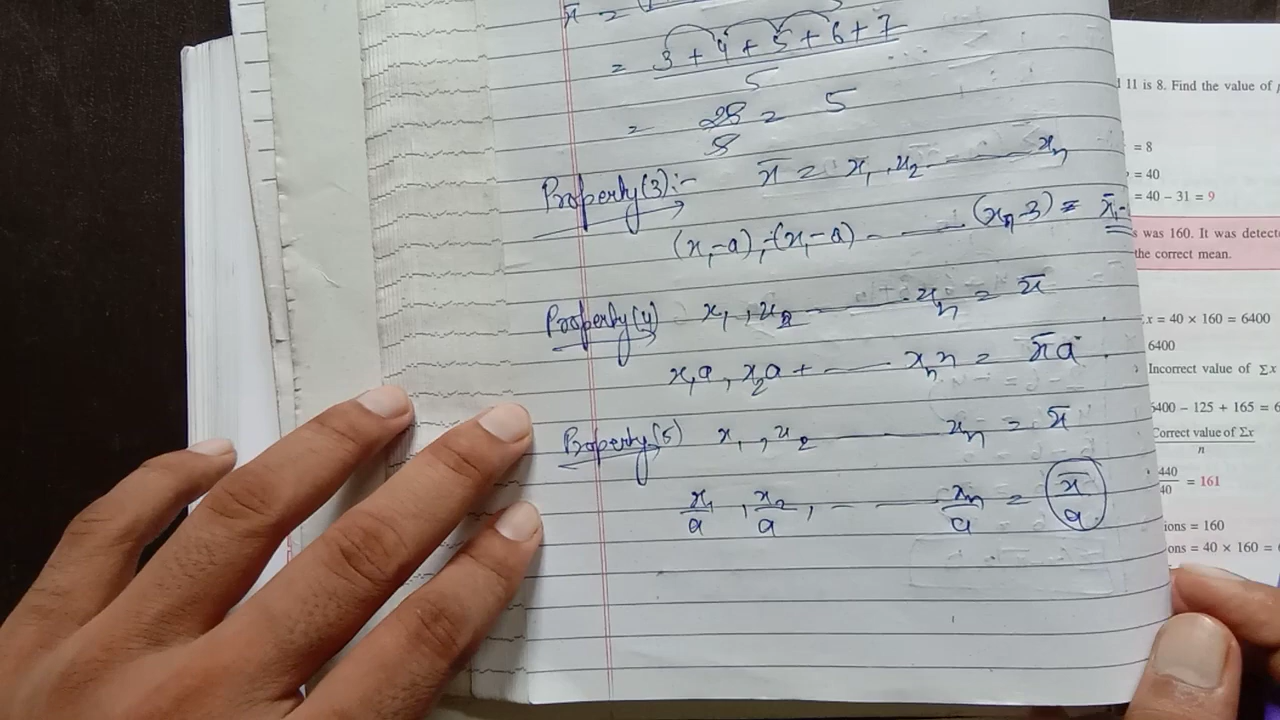 x̄ =
= 3 + 4 + 5 + 6 + 7
5
= 25/5 = 5
Property(3):- x̄ = x₁, x₂ —— xₙ
(x₁-a), (x₁-a) - —— (xₙ-3) = x̄₁-
Property(4) x₁, x₂ —— xₙ = x̄
x₁a, x₂a + —— xₙn = x̄a
Property(5) x₁, x₂ —— xₙ = x̄
x₁/a, x₂/a, - —— xₙ/a = x̄/a
11 is 8. Find the value of
= 8
= 40
= 40 - 31 = 9
s was 160. It was detect
the correct mean.
x = 40 × 160 = 6400
6400
Incorrect value of Σx
6400 - 125 + 165 = 6
Correct value of Σx
n
440
40
= 161
ions = 160
ons = 40 × 160 =